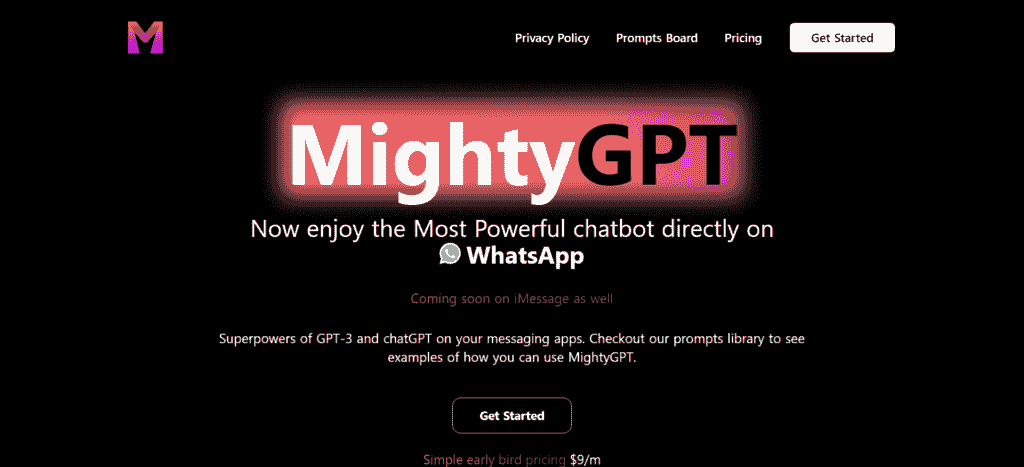 M
Privacy Policy Prompts Board Pricing Get Started
MightyGPT
Now enjoy the Most Powerful chatbot directly on
WhatsApp
Coming soon on iMessage as well
Superpowers of GPT-3 and chatGPT on your messaging apps. Checkout our prompts library to see
examples of how you can use MightyGPT.
Get Started
Simple early bird pricing $9/m